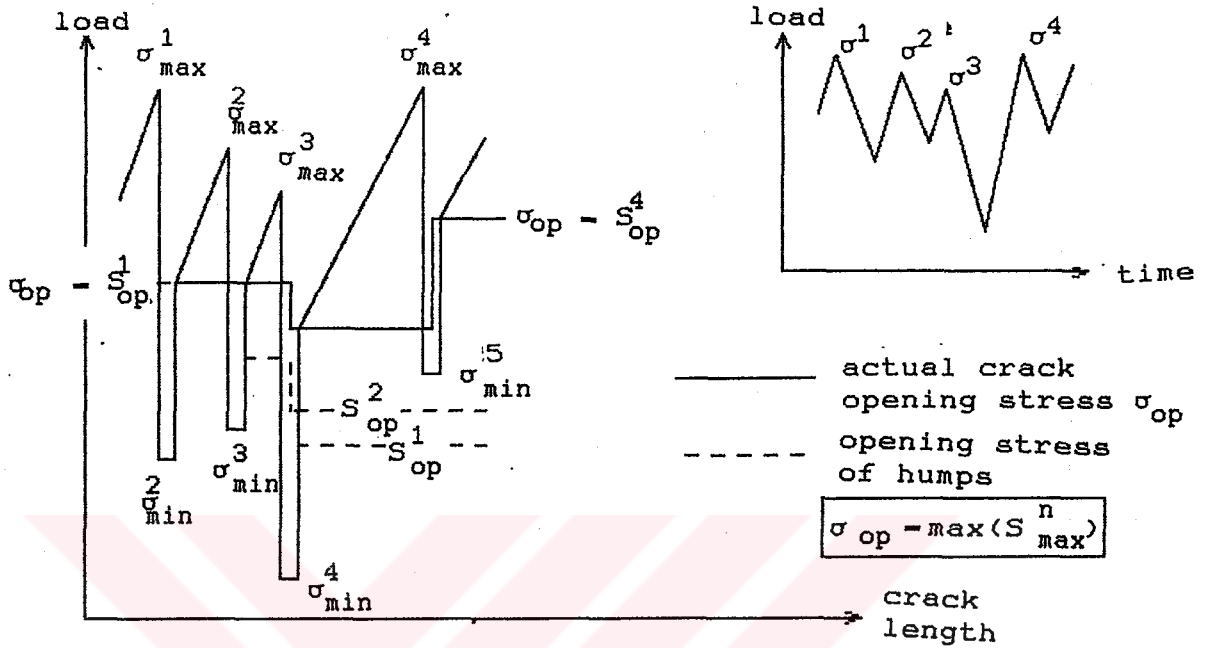 load
σ¹max
σ²max
σ³max
σ⁴max
σop - S¹op
σop - S⁴op
σ²min
σ³min
σ⁴min
σ⁵min
S²op
S¹op
crack
length
load
σ¹
σ²
σ³
σ⁴
time
actual crack
opening stress σop
opening stress
of humps
σop - max(Sⁿmax)